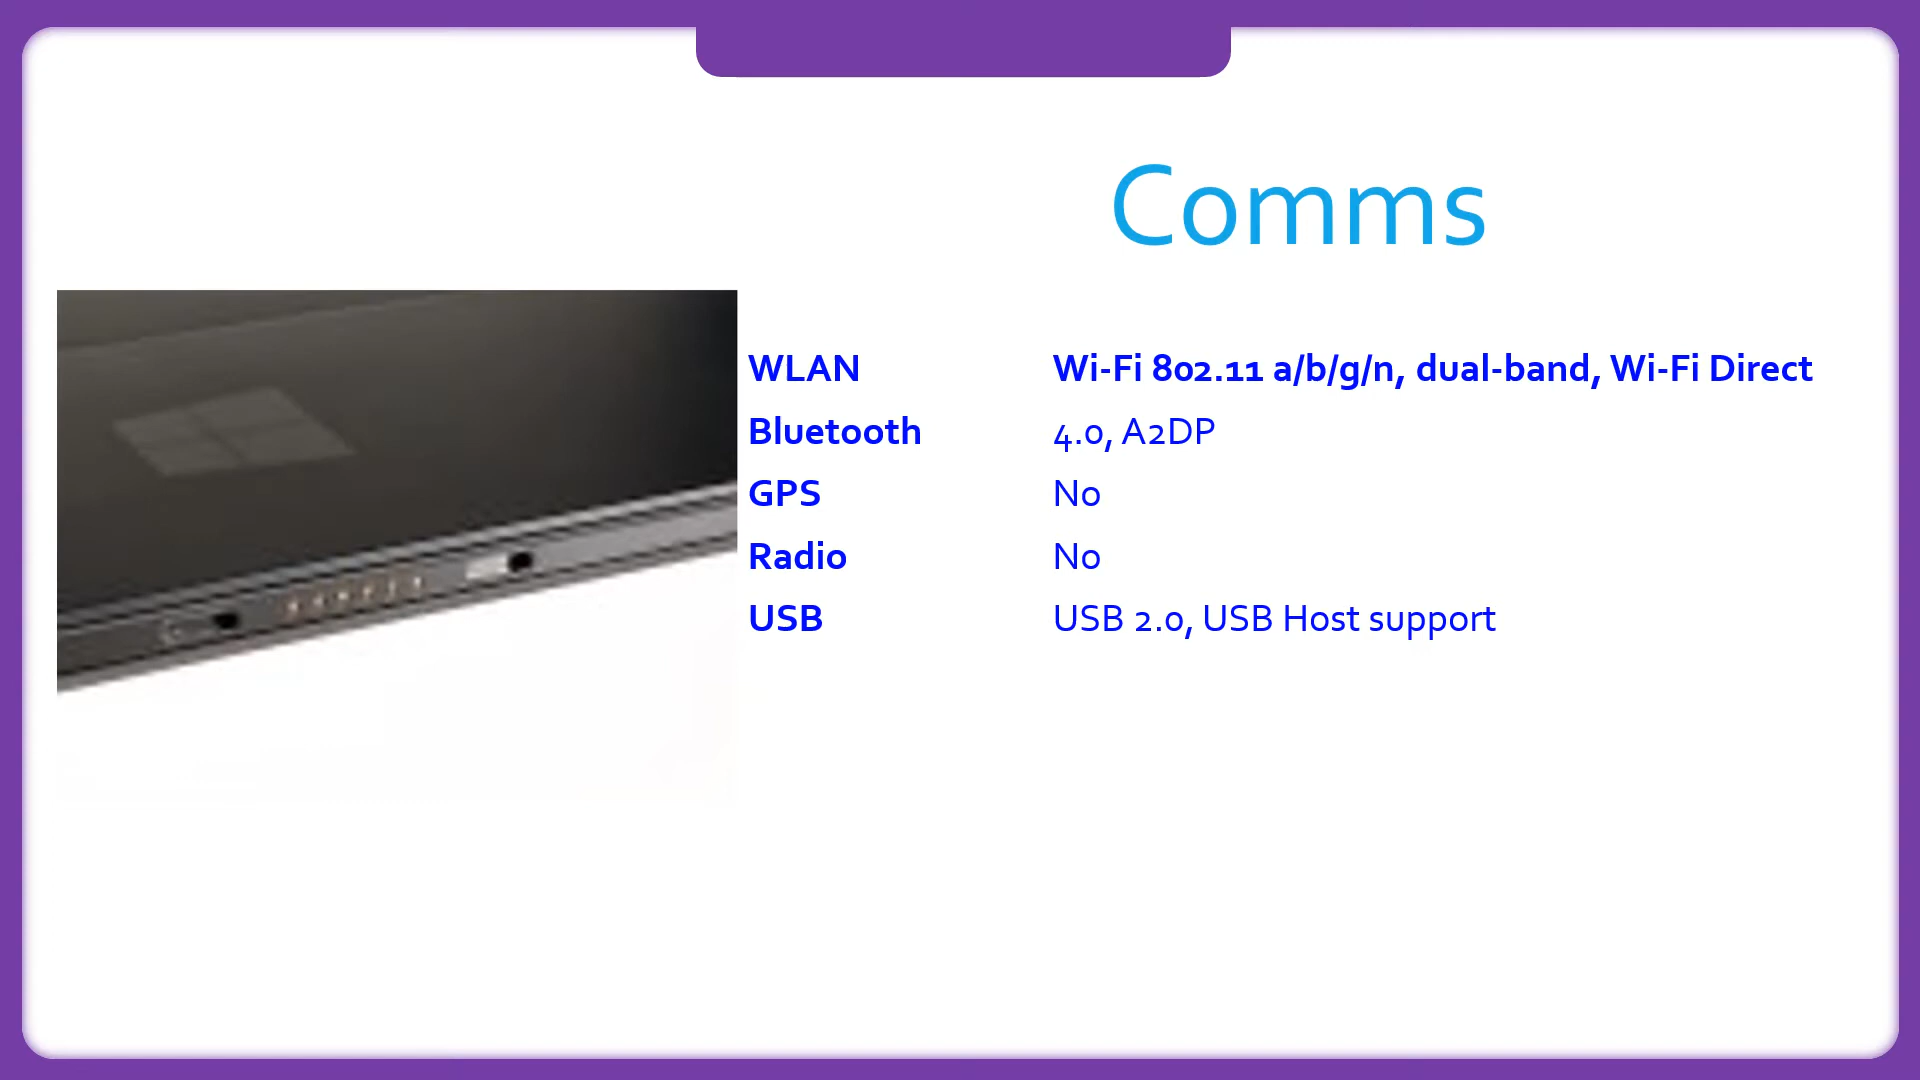 Comms
WLAN Wi-Fi 802.11 a/b/g/n, dual-band, Wi-Fi Direct
Bluetooth 4.0, A2DP
GPS No
Radio No
USB USB 2.0, USB Host support